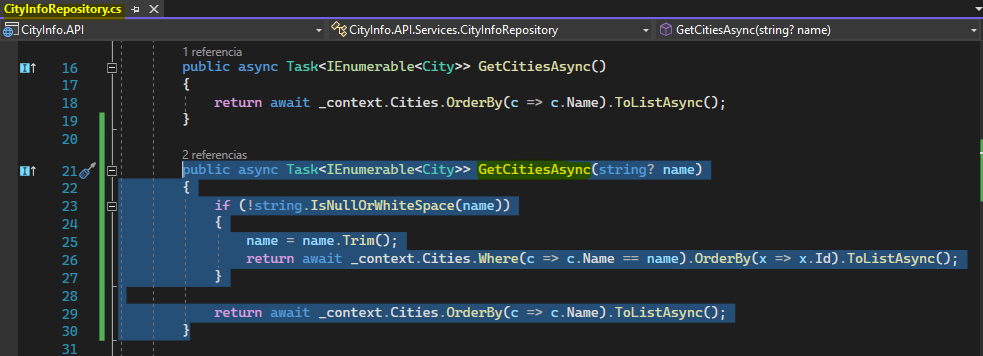 CityInfoRepository.cs
CityInfo.API CityInfo.API.Services.CityInfoRepository GetCitiesAsync(string? name)
1 referencia
16 public async Task<IEnumerable<City>> GetCitiesAsync()
17 {
18 return await _context.Cities.OrderBy(c => c.Name).ToListAsync();
19 }
20
2 referencias
21 public async Task<IEnumerable<City>> GetCitiesAsync(string? name)
22 {
23 if (!string.IsNullOrWhiteSpace(name))
24 {
25 name = name.Trim();
26 return await _context.Cities.Where(c => c.Name == name).OrderBy(x => x.Id).ToListAsync();
27 }
28
29 return await _context.Cities.OrderBy(c => c.Name).ToListAsync();
30 }
31